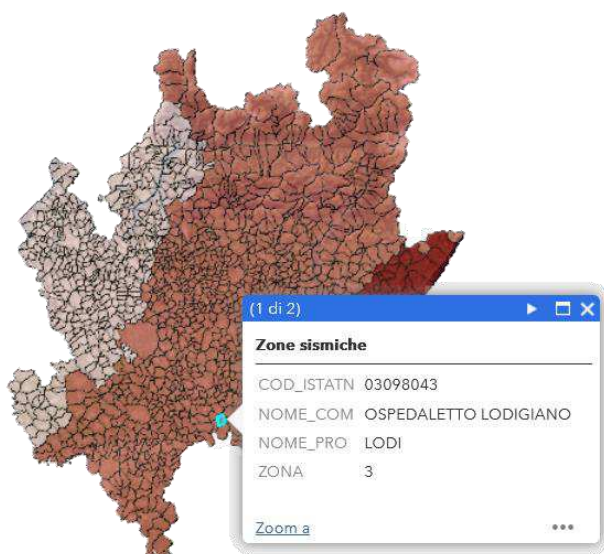 (1 di 2)
Zone sismiche
COD_ISTATN 03098043
NOME_COM OSPEDALETTO LODIGIANO
NOME_PRO LODI
ZONA 3
Zoom a